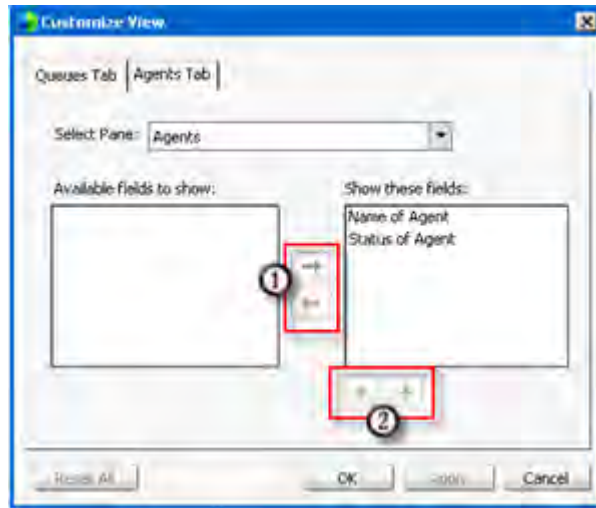 Customize View
Queues Tab Agents Tab
Select Pane: Agents
Available fields to show: Show these fields:
Name of Agent
Status of Agent
1
2
Reset All OK Apply Cancel